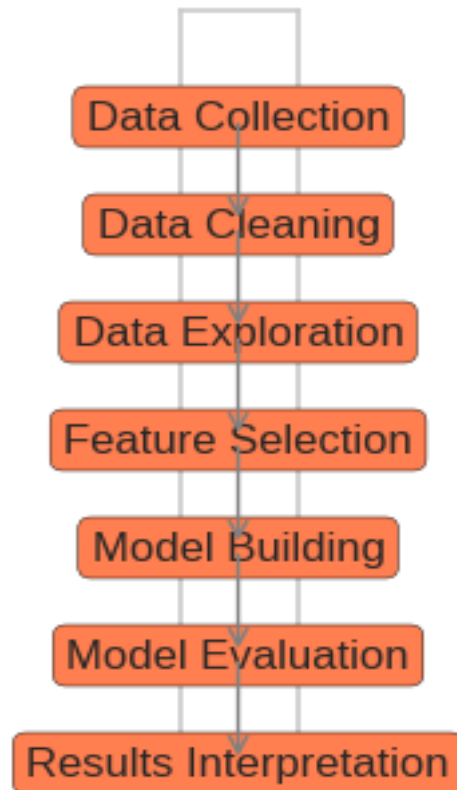 Data Collection
Data Cleaning
Data Exploration
Feature Selection
Model Building
Model Evaluation
Results Interpretation